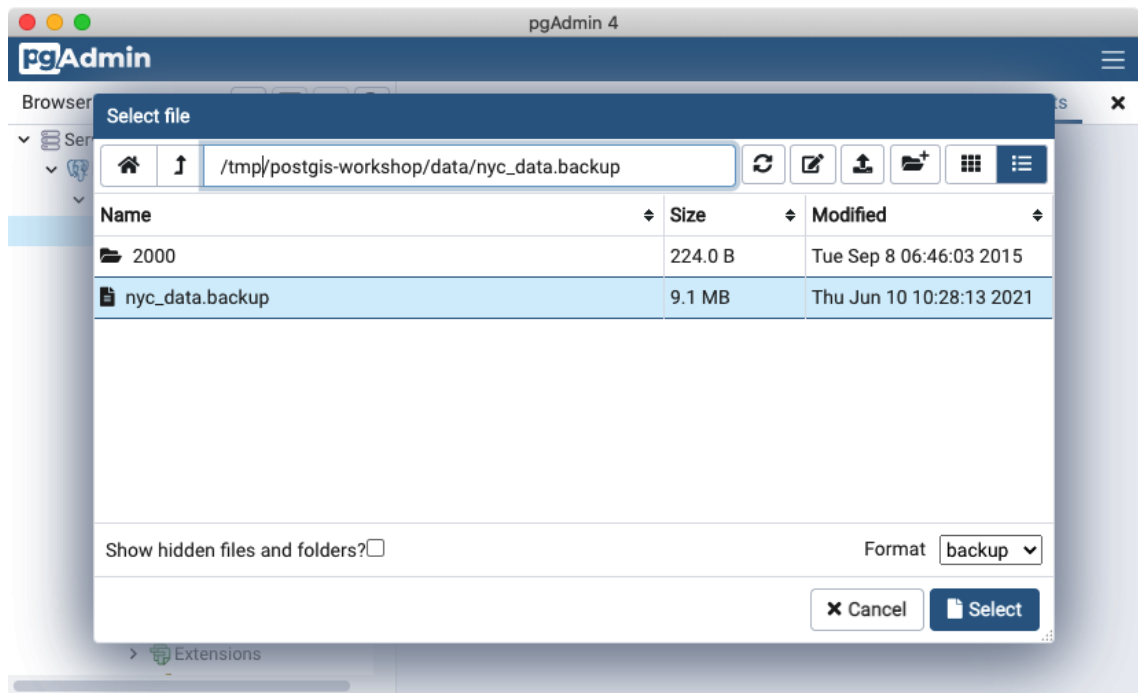 pgAdmin 4
pgAdmin
Browser
ts
Ser
Select file
/tmp/postgis-workshop/data/nyc_data.backup
Name Size Modified
2000 224.0 B Tue Sep 8 06:46:03 2015
nyc_data.backup 9.1 MB Thu Jun 10 10:28:13 2021
Show hidden files and folders? Format backup
Cancel Select
Extensions